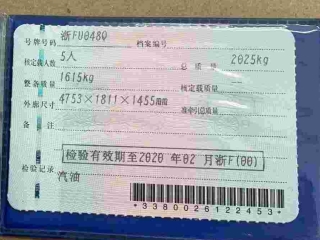 号牌号码 浙FU0480 档案编号
核定载人数 5人 总质量 2025kg
整备质量 1615kg 核定载质量
外廓尺寸 4753×1811×1455mm 准牵引总质量
备注
检验有效期至2020 年02 月浙F(00)
检验记录
汽油
*3380026122453*